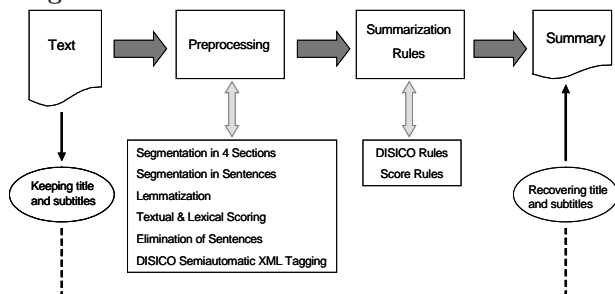 Text
Preprocessing
Summarization
Rules
Summary
Segmentation in 4 Sections
Segmentation in Sentences
Lemmatization
Textual & Lexical Scoring
Elimination of Sentences
DISICO Semiautomatic XML Tagging
DISICO Rules
Score Rules
Keeping title
and subtitles
Recovering title
and subtitles